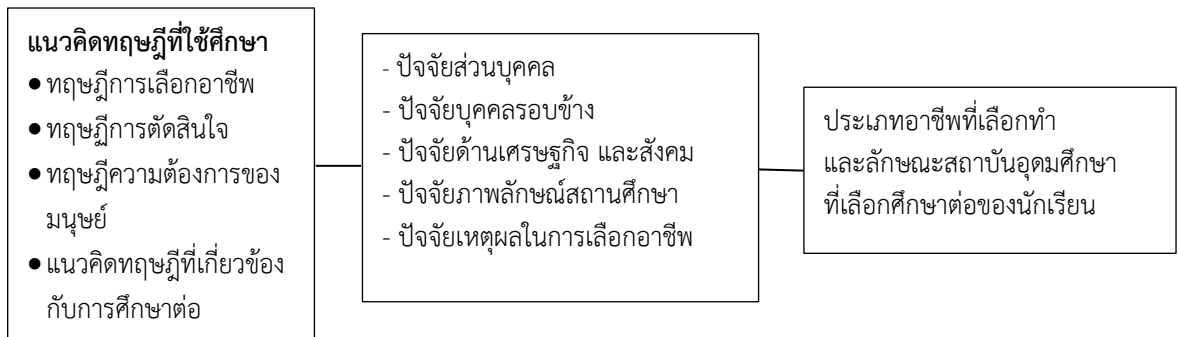 แนวคิดทฤษฎีที่ใช้ศึกษา
● ทฤษฎีการเลือกอาชีพ
● ทฤษฏีการตัดสินใจ
● ทฤษฎีความต้องการของ
มนุษย์
● แนวคิดทฤษฎีที่เกี่ยวข้อง
กับการศึกษาต่อ
- ปัจจัยส่วนบุคคล
- ปัจจัยบุคคลรอบข้าง
- ปัจจัยด้านเศรษฐกิจ และสังคม
- ปัจจัยภาพลักษณ์สถานศึกษา
- ปัจจัยเหตุผลในการเลือกอาชีพ
ประเภทอาชีพที่เลือกทำ
และลักษณะสถาบันอุดมศึกษา
ที่เลือกศึกษาต่อของนักเรียน